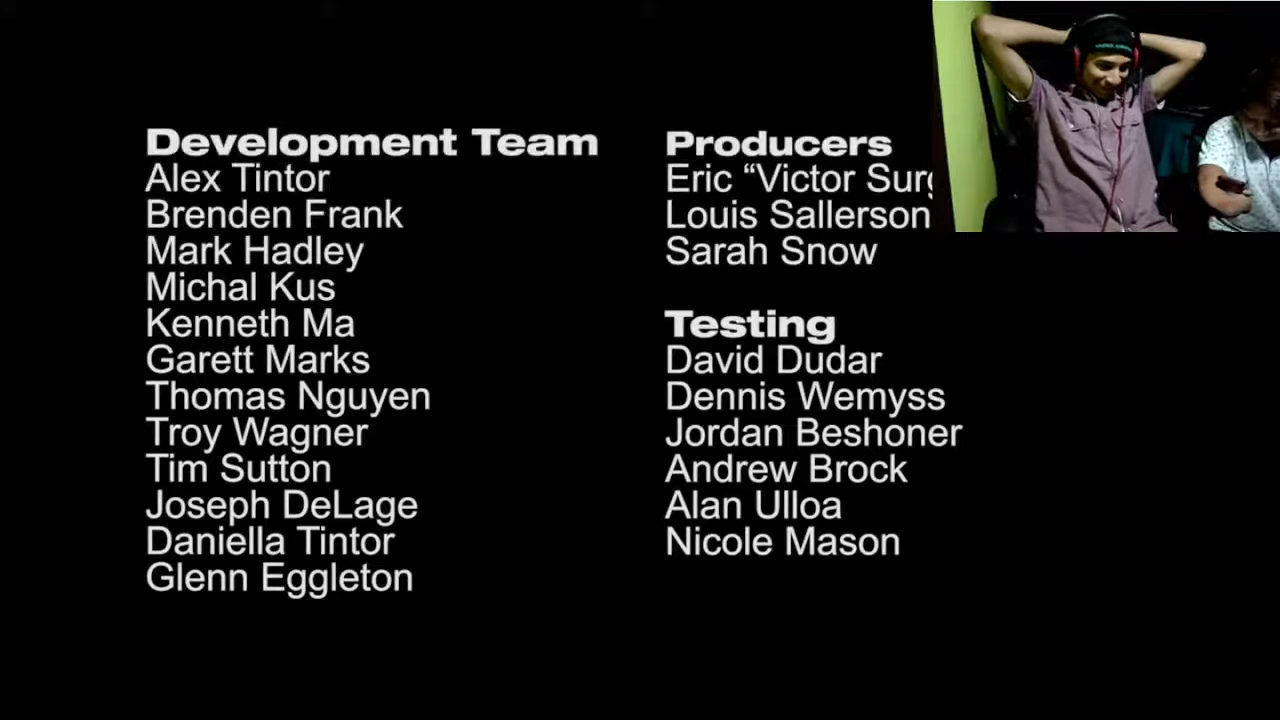 Development Team
Alex Tintor
Brenden Frank
Mark Hadley
Michal Kus
Kenneth Ma
Garett Marks
Thomas Nguyen
Troy Wagner
Tim Sutton
Joseph DeLage
Daniella Tintor
Glenn Eggleton
Producers
Eric “Victor
Louis Sallerson
Sarah Snow
Testing
David Dudar
Dennis Wemyss
Jordan Beshoner
Andrew Brock
Alan Ulloa
Nicole Mason